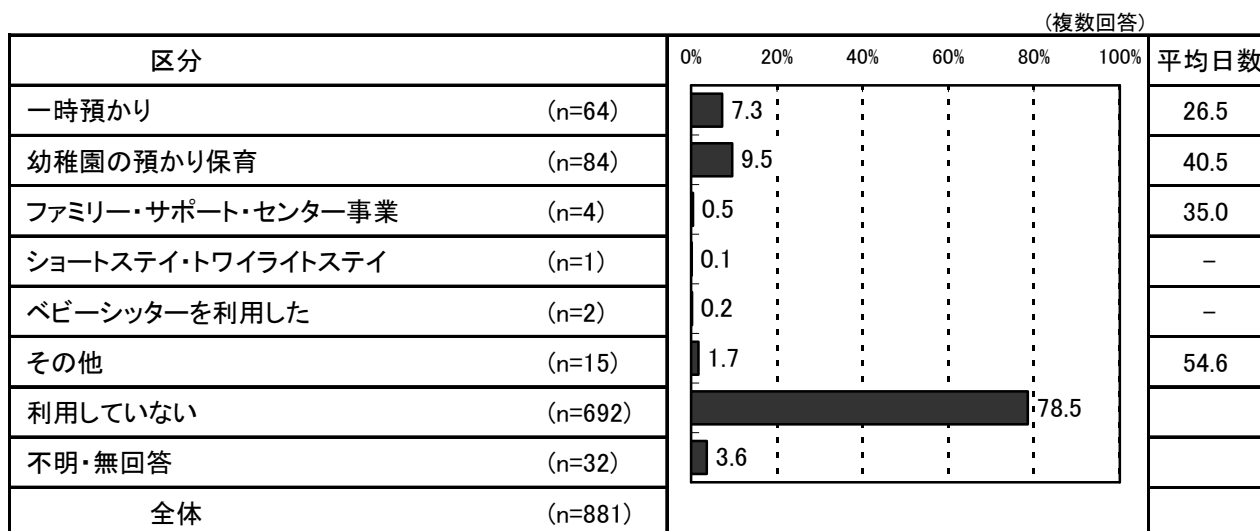 (複数回答)
区分 0% 20% 40% 60% 80% 100% 平均日数
一時預かり (n=64) 7.3 26.5
幼稚園の預かり保育 (n=84) 9.5 40.5
ファミリー・サポート・センター事業 (n=4) 0.5 35.0
ショートステイ・トワイライトステイ (n=1) 0.1 －
ベビーシッターを利用した (n=2) 0.2 －
その他 (n=15) 1.7 54.6
利用していない (n=692) 78.5
不明・無回答 (n=32) 3.6
全体 (n=881)